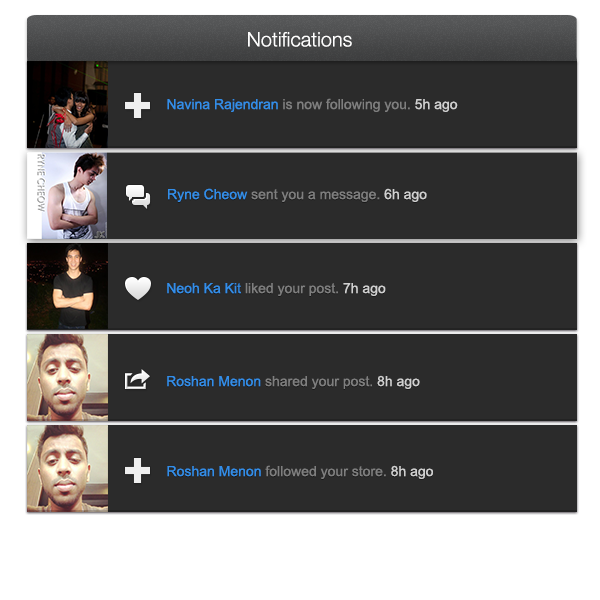 Notifications
Navina Rajendran is now following you. 5h ago
RYNE CHEOW
Ryne Cheow sent you a message. 6h ago
Neoh Ka Kit liked your post. 7h ago
Roshan Menon shared your post. 8h ago
Roshan Menon followed your store. 8h ago